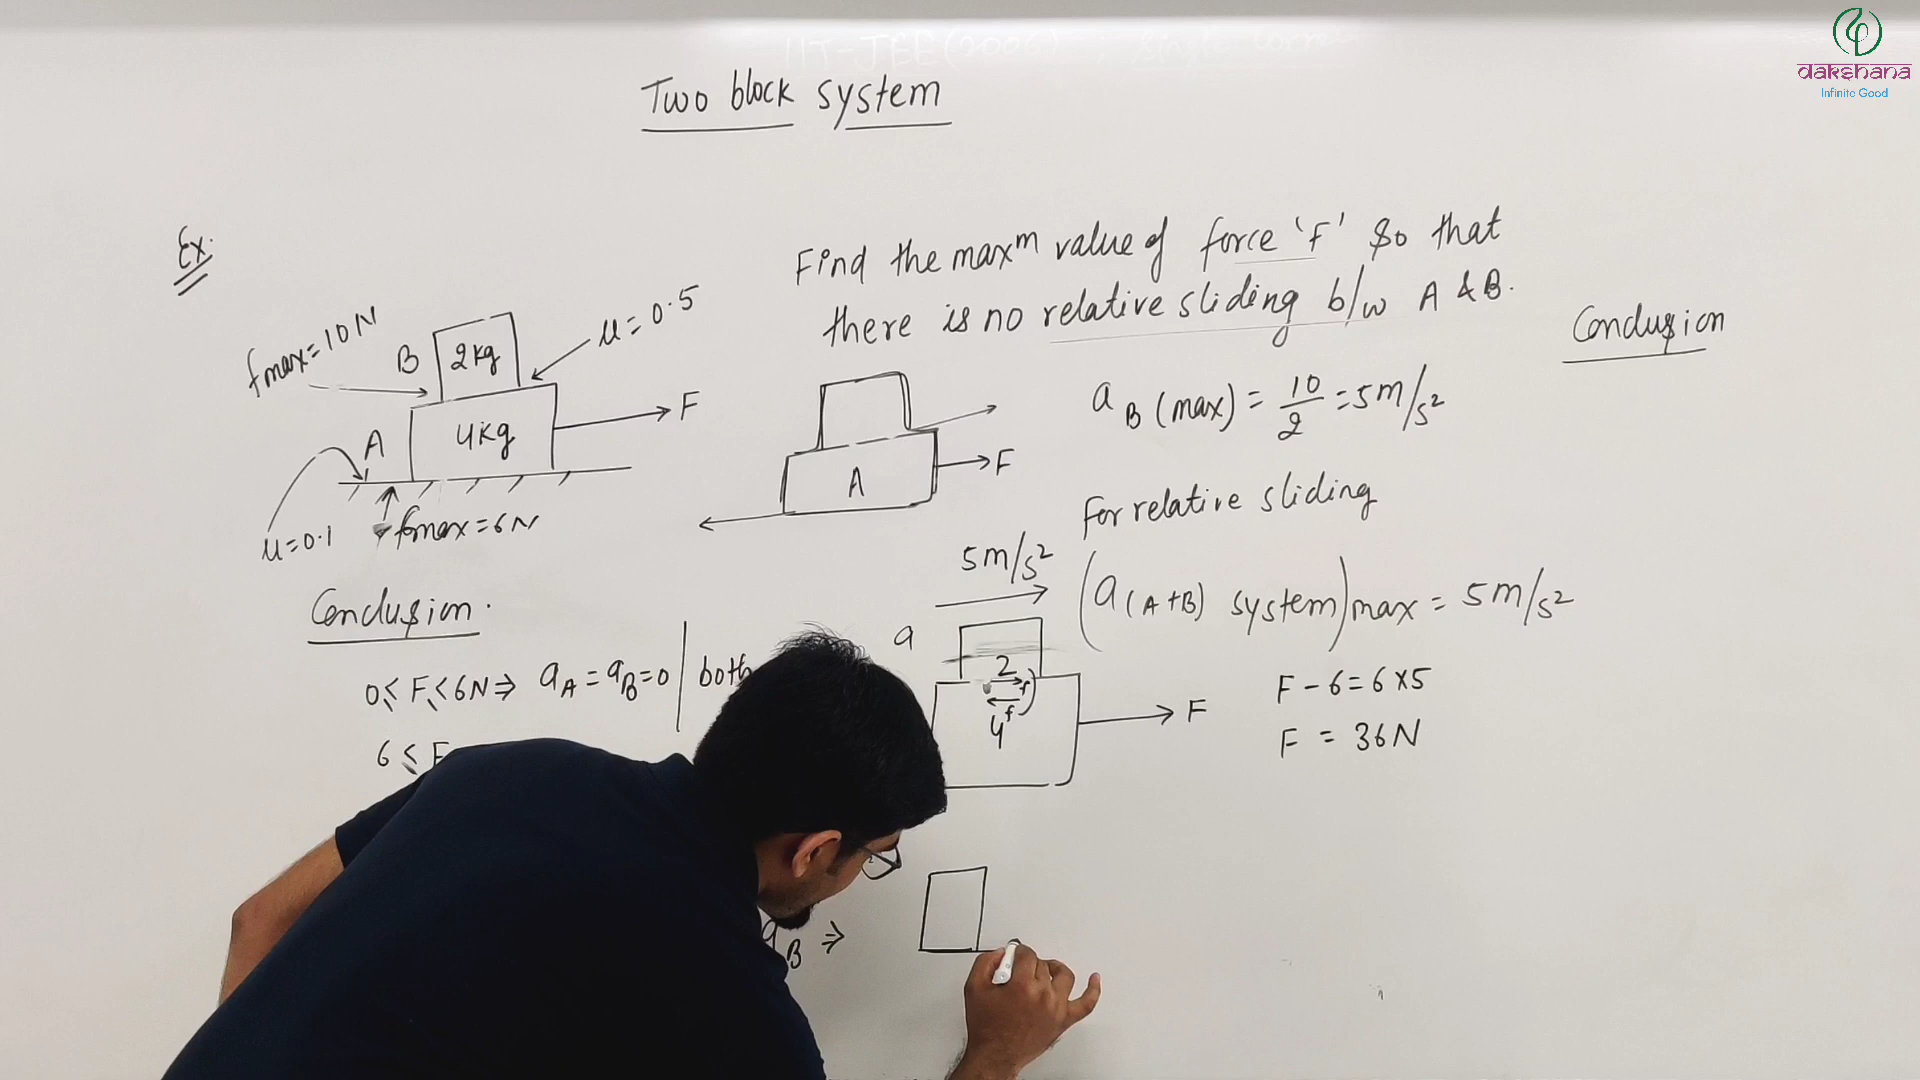 Two block system
Ex.
Find the maxm value of force 'F' so that
there is no relative sliding b/w A & B.
Conclusion
fmax = 10N
B
2kg
μ = 0.5
A
4kg
F
μ = 0.1
fmax = 6N
A
F
aB (max) = 10/2 = 5m/s²
For relative sliding
5m/s²
(a(A+B) system)max = 5m/s²
a
2
f
f
4
F
F - 6 = 6×5
F = 36N
Conclusion.
0 ≤ F ≤ 6N ⇒ aA = aB = 0 | both
6 ≤ F
B ⇒
dakshana
Infinite Good